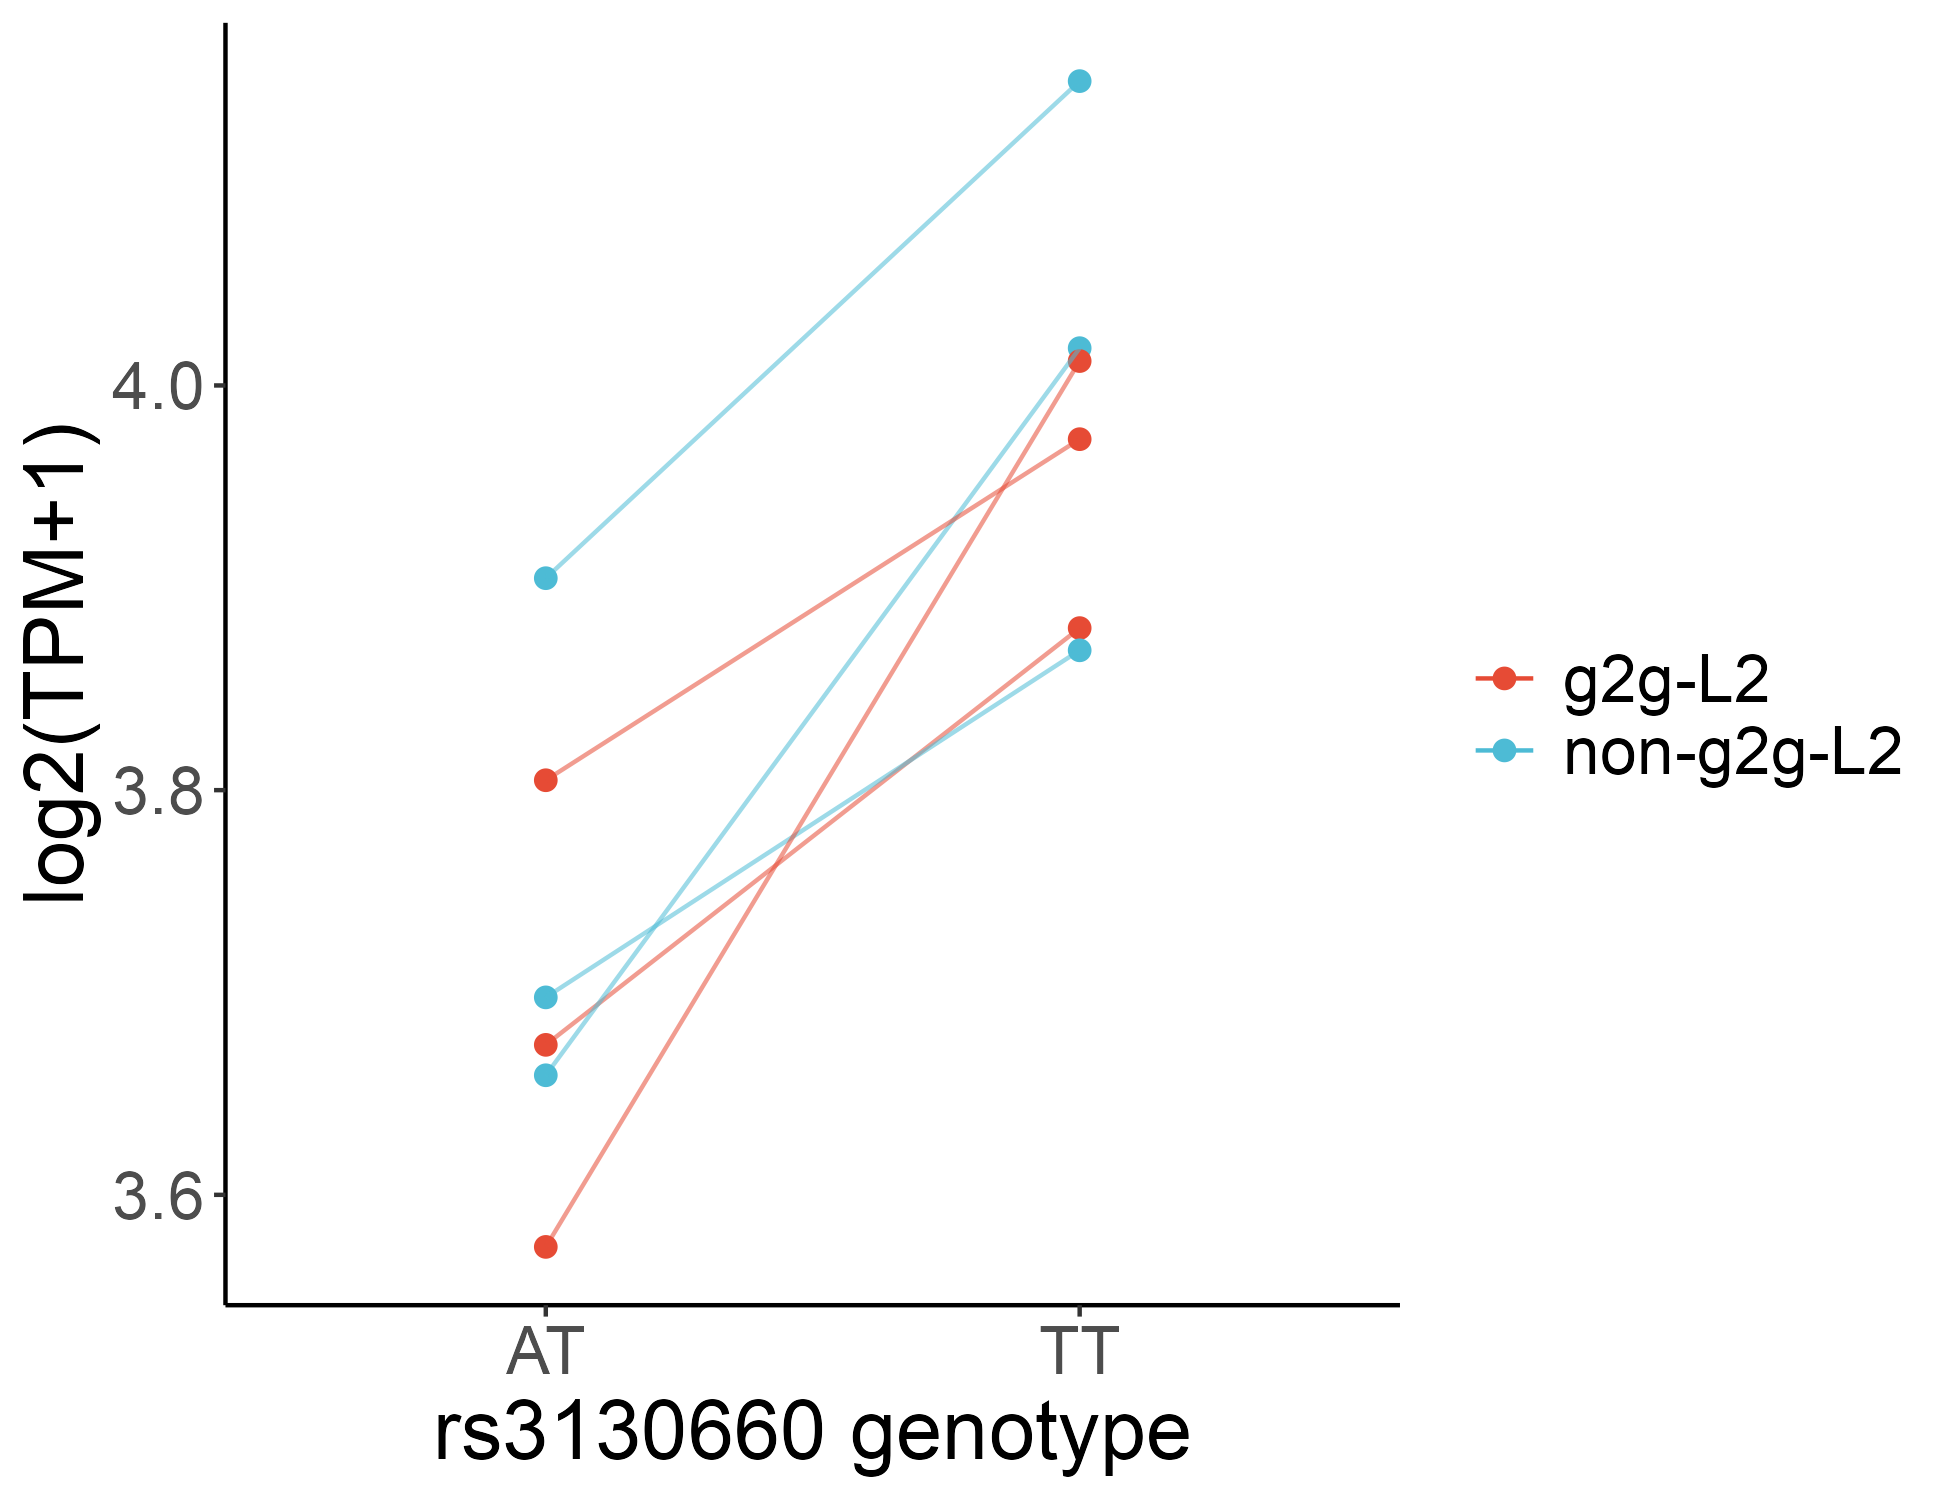 log2(TPM+1)
4.0
3.8
3.6
AT
TT
rs3130660 genotype
g2g-L2
non-g2g-L2